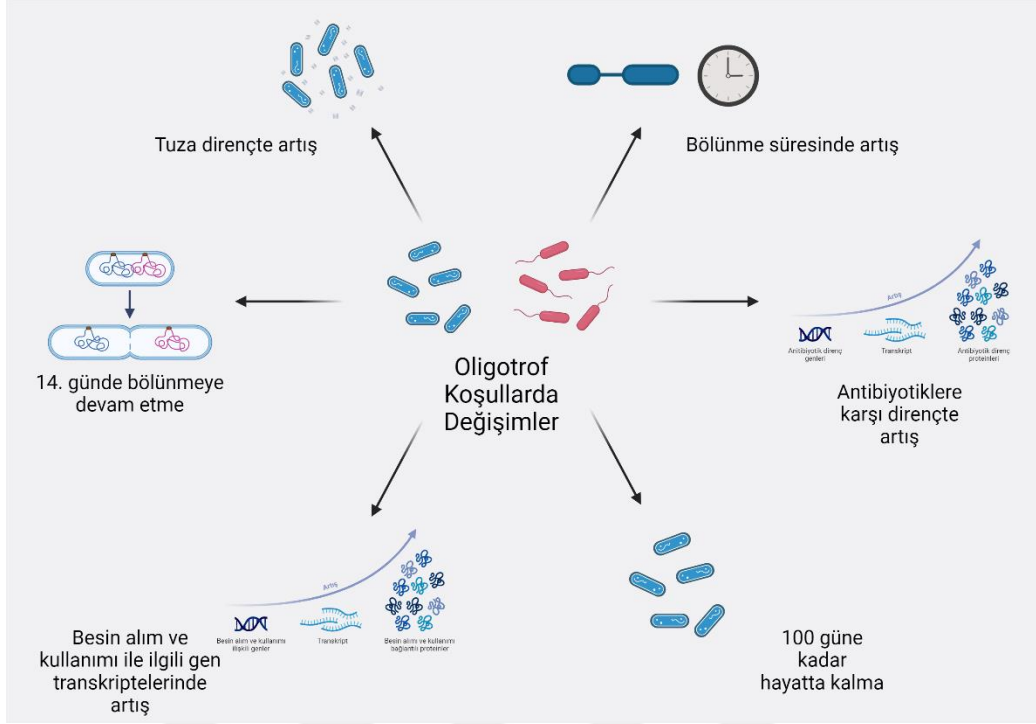 Tuza dirençte artış
Bölünme süresinde artış
14. günde bölünmeye
devam etme
Oligotrof
Koşullarda
Değişimler
Artış
Antibiyotik direnç
genleri
Transkript
Antibiyotik direnç
proteinleri
Antibiyotiklere
karşı dirençte
artış
Besin alım ve
kullanımı ile ilgili gen
transkriptelerinde
artış
Artış
Besin alım ve kullanımı
ilişkili genler
Transkript
Besin alımı ve kullanımı
bağlantılı proteinler
100 güne
kadar
hayatta kalma